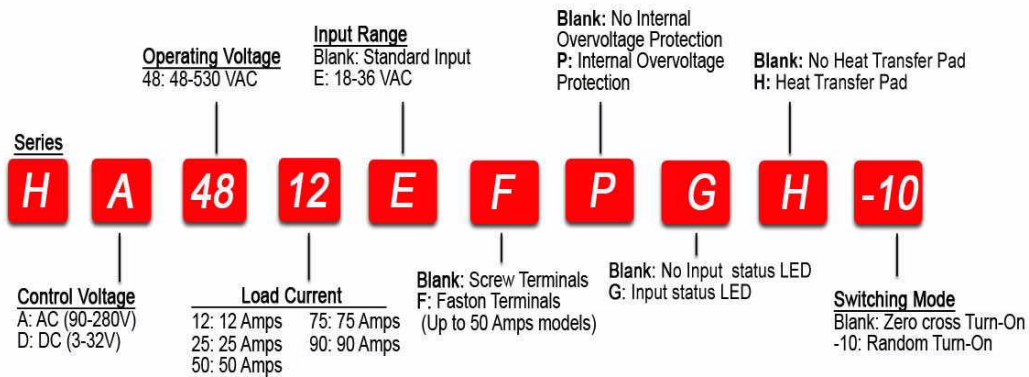 Operating Voltage
48: 48-530 VAC
Input Range
Blank: Standard Input
E: 18-36 VAC
Blank: No Internal
Overvoltage Protection
P: Internal Overvoltage
Protection
Blank: No Heat Transfer Pad
H: Heat Transfer Pad
Series
H A 48 12 E F P G H -10
Control Voltage
A: AC (90-280V)
D: DC (3-32V)
Load Current
12: 12 Amps 75: 75 Amps
25: 25 Amps 90: 90 Amps
50: 50 Amps
Blank: Screw Terminals
F: Faston Terminals
(Up to 50 Amps models)
Blank: No Input status LED
G: Input status LED
Switching Mode
Blank: Zero cross Turn-On
-10: Random Turn-On